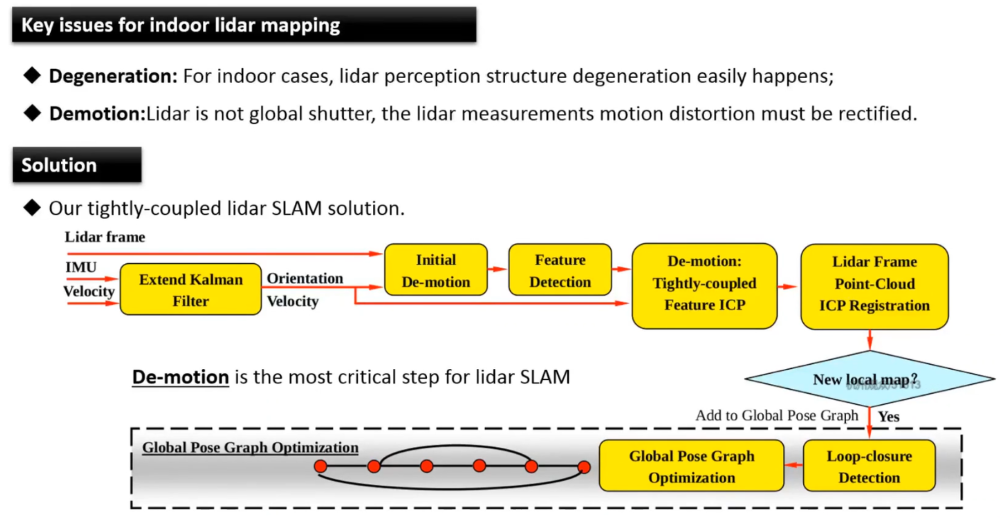 Key issues for indoor lidar mapping
◆ Degeneration: For indoor cases, lidar perception structure degeneration easily happens;
◆ Demotion:Lidar is not global shutter, the lidar measurements motion distortion must be rectified.
Solution
◆ Our tightly-coupled lidar SLAM solution.
Lidar frame
IMU
Velocity
Extend Kalman
Filter
Orientation
Velocity
Initial
De-motion
Feature
Detection
De-motion:
Tightly-coupled
Feature ICP
Lidar Frame
Point-Cloud
ICP Registration
De-motion is the most critical step for lidar SLAM
New local map?
Add to Global Pose Graph
Yes
Global Pose Graph Optimization
Global Pose Graph
Optimization
Loop-closure
Detection